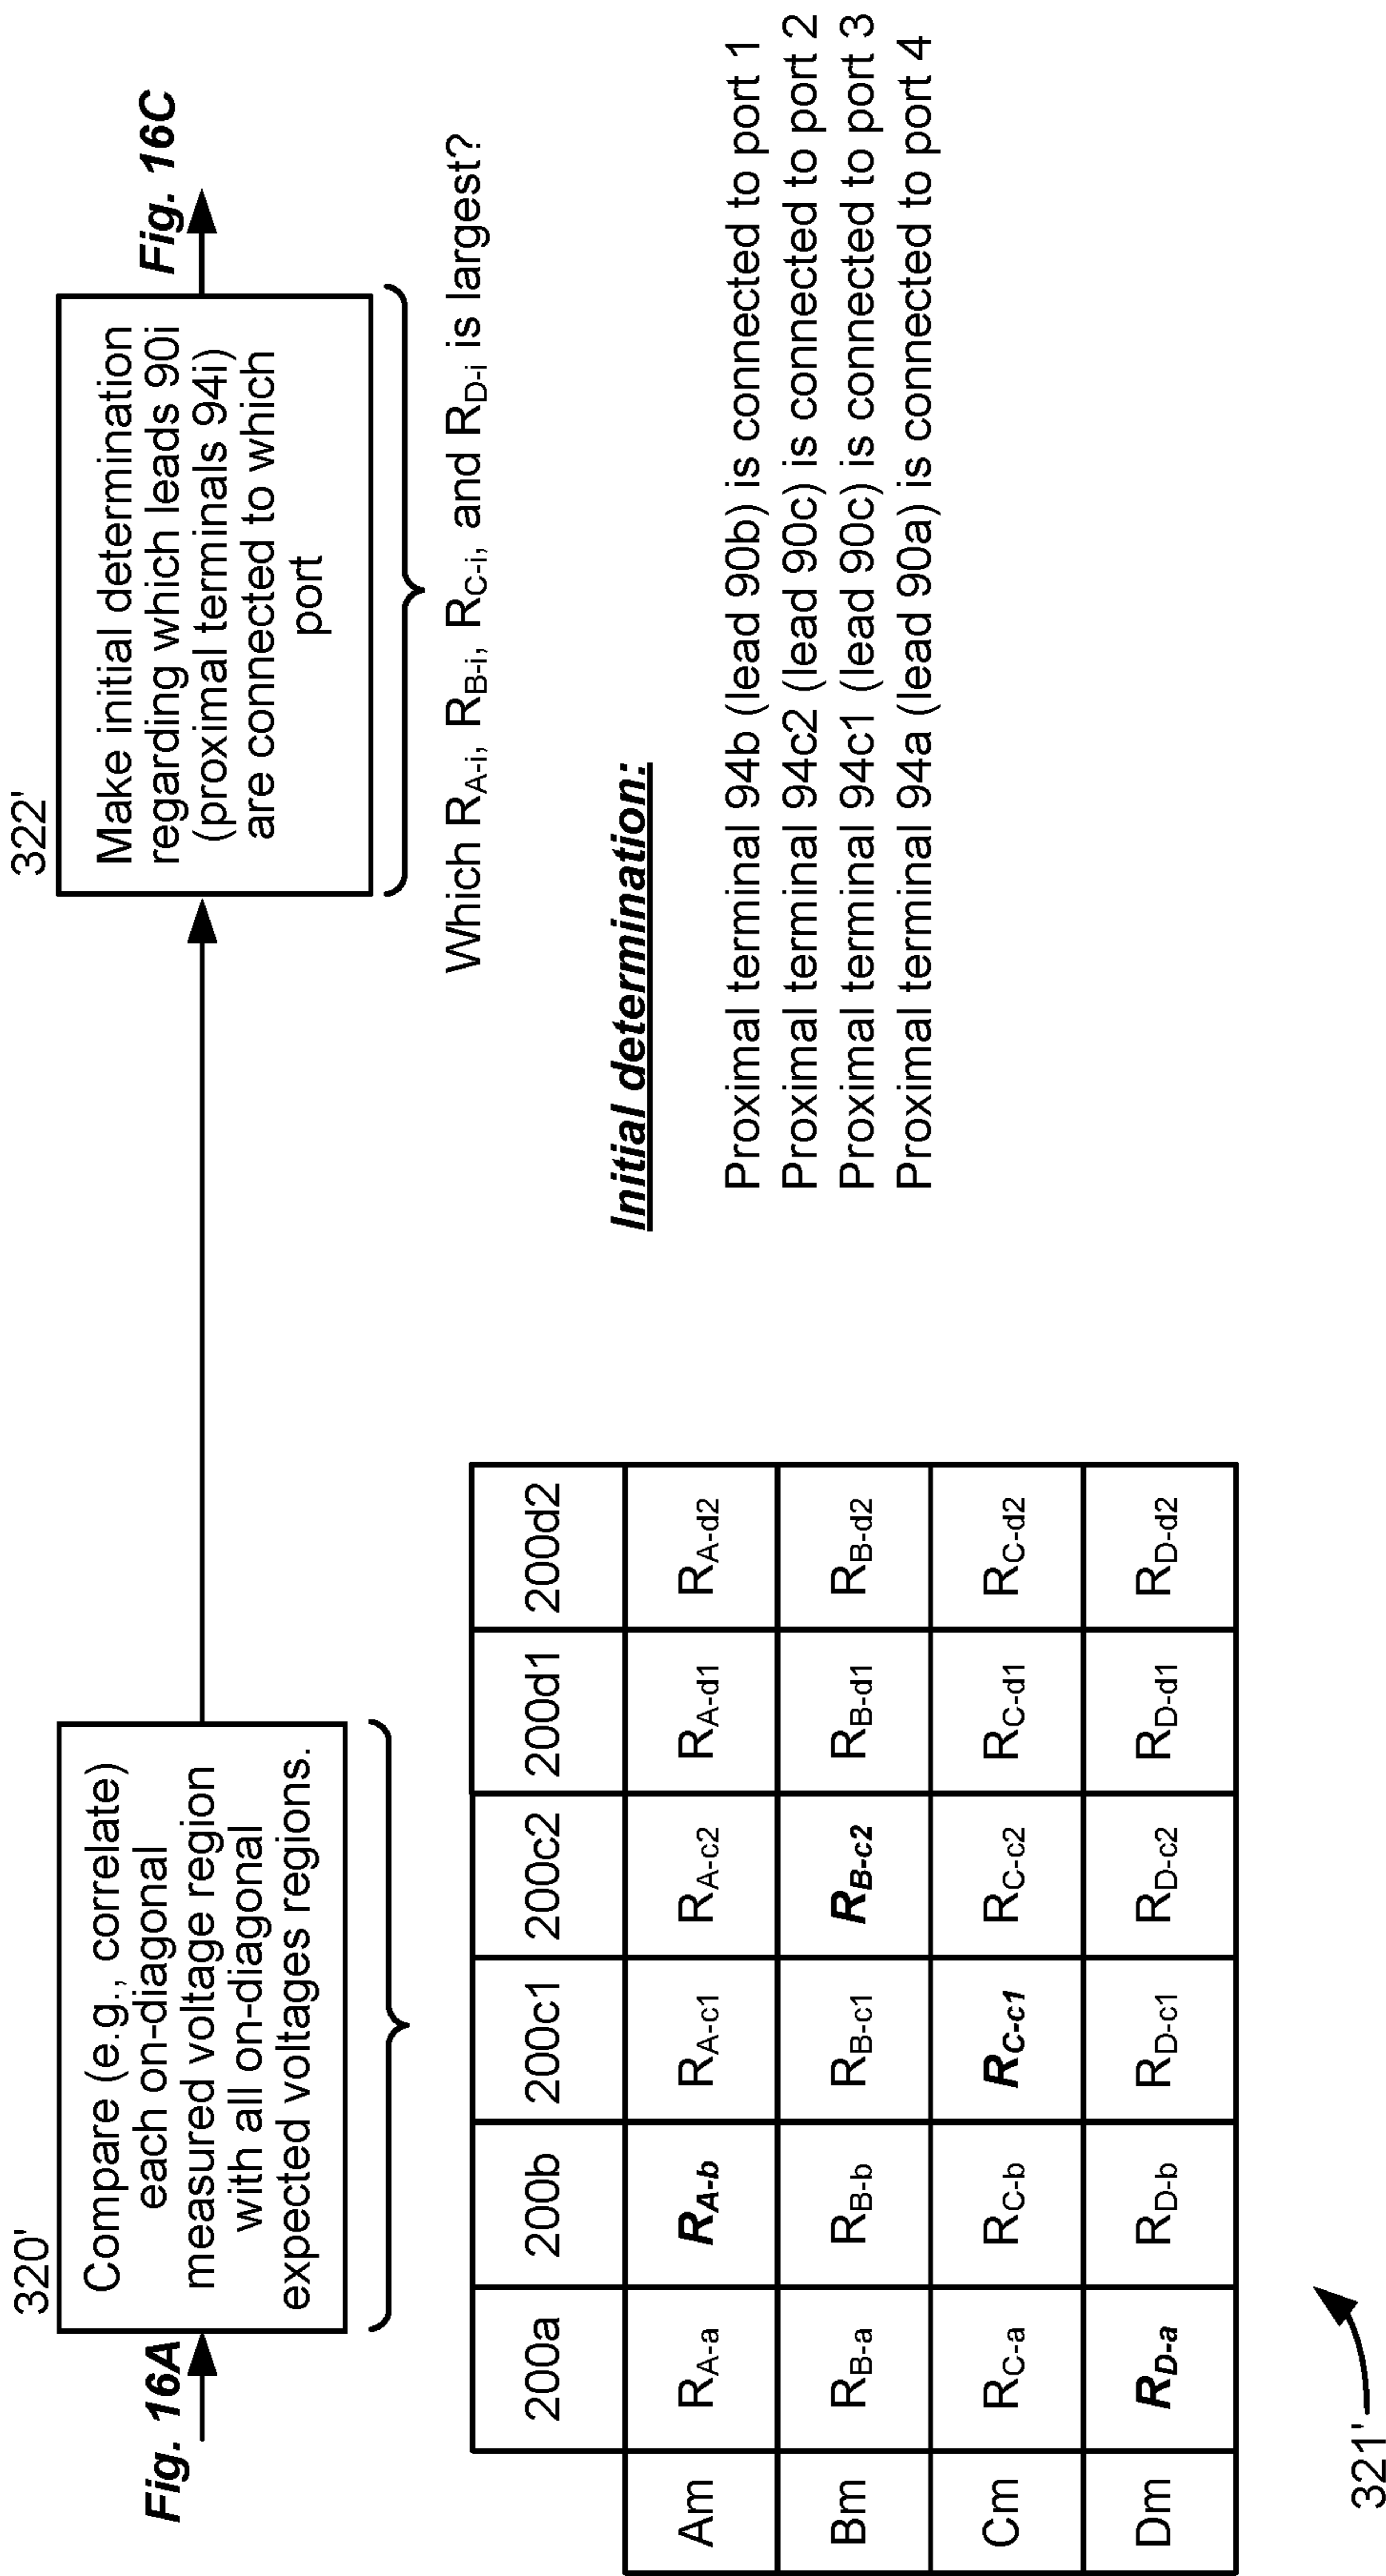 320'
Fig. 16A
Compare (e.g., correlate)
each on-diagonal
measured voltage region
with all on-diagonal
expected voltages regions.
322'
Make initial determination
regarding which leads 90i
(proximal terminals 94i)
are connected to which
port
Fig. 16C
Which RA-i, RB-i, RC-i, and RD-i is largest?
200a 200b 200c1 200c2 200d1 200d2
Am RA-a RA-b RA-c1 RA-c2 RA-d1 RA-d2
Bm RB-a RB-b RB-c1 RB-c2 RB-d1 RB-d2
Cm RC-a RC-b RC-c1 RC-c2 RC-d1 RC-d2
Dm RD-a RD-b RD-c1 RD-c2 RD-d1 RD-d2
321'
Initial determination:
Proximal terminal 94b (lead 90b) is connected to port 1
Proximal terminal 94c2 (lead 90c) is connected to port 2
Proximal terminal 94c1 (lead 90c) is connected to port 3
Proximal terminal 94a (lead 90a) is connected to port 4